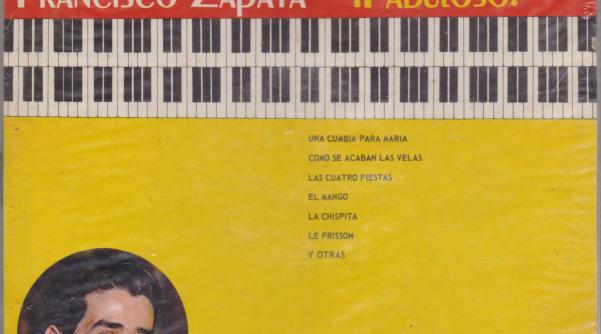 FRANCISCO ZAPATA ¡FABULOSO!
UNA CUMBIA PARA MARIA
COMO SE ACABAN LAS VELAS
LAS CUATRO FIESTAS
EL MANGO
LA CHISPITA
LE FRISSON
Y OTRAS